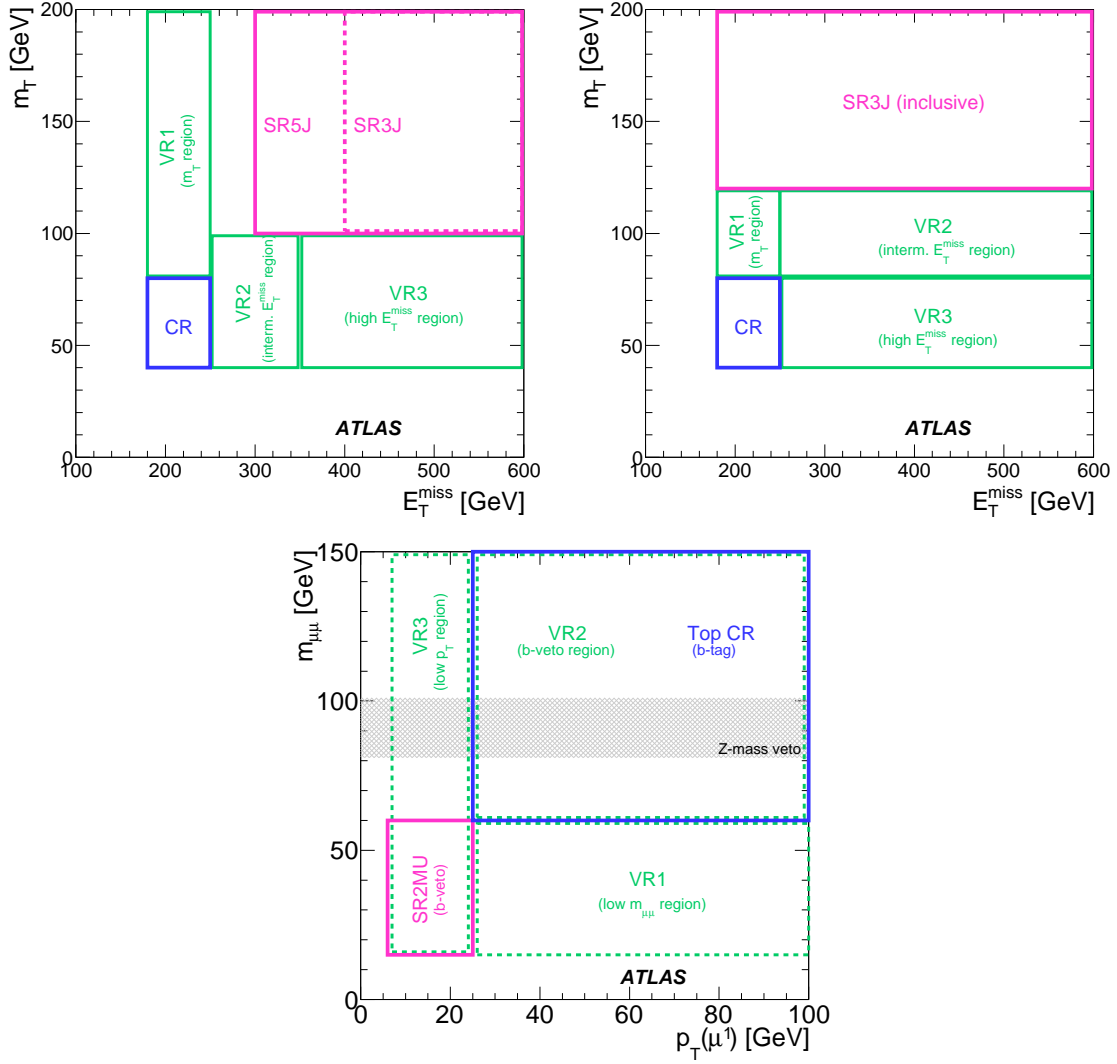 m_T [GeV]
200
150
100
50
0
VR1
(m_T region)
SR5J
SR3J
VR2
(interm. E_T^miss region)
VR3
(high E_T^miss region)
CR
ATLAS
100 200 300 400 500 600
E_T^miss [GeV]
m_T [GeV]
200
150
100
50
0
SR3J (inclusive)
VR1
(m_T region)
VR2
(interm. E_T^miss region)
CR
VR3
(high E_T^miss region)
ATLAS
100 200 300 400 500 600
E_T^miss [GeV]
m_μμ [GeV]
150
100
50
0
VR3
(low p_T region)
VR2
(b-veto region)
Top CR
(b-tag)
Z-mass veto
SR2MU
(b-veto)
VR1
(low m_μμ region)
ATLAS
0 20 40 60 80 100
p_T(μ¹) [GeV]